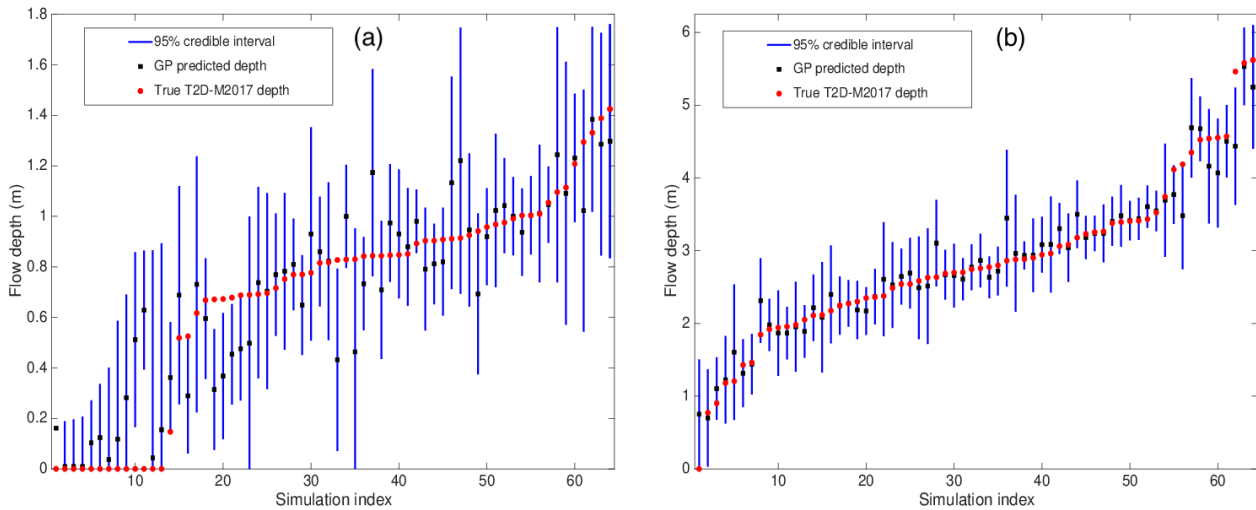 1.8
1.6
1.4
1.2
1
0.8
0.6
0.4
0.2
0
Flow depth (m)
(a)
95% credible interval
GP predicted depth
True T2D-M2017 depth
10 20 30 40 50 60
Simulation index
6
5
4
3
2
1
0
Flow depth (m)
(b)
95% credible interval
GP predicted depth
True T2D-M2017 depth
10 20 30 40 50 60
Simulation index